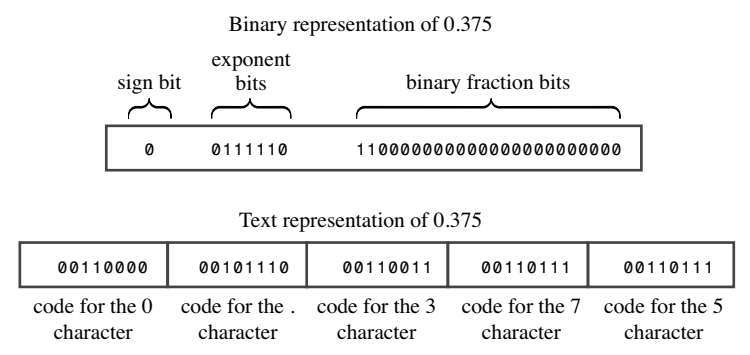 Binary representation of 0.375
exponent
sign bit bits binary fraction bits
0 0111110 110000000000000000000000
Text representation of 0.375
00110000 00101110 00110011 00110111 00110111
code for the 0 code for the . code for the 3 code for the 7 code for the 5
character character character character character